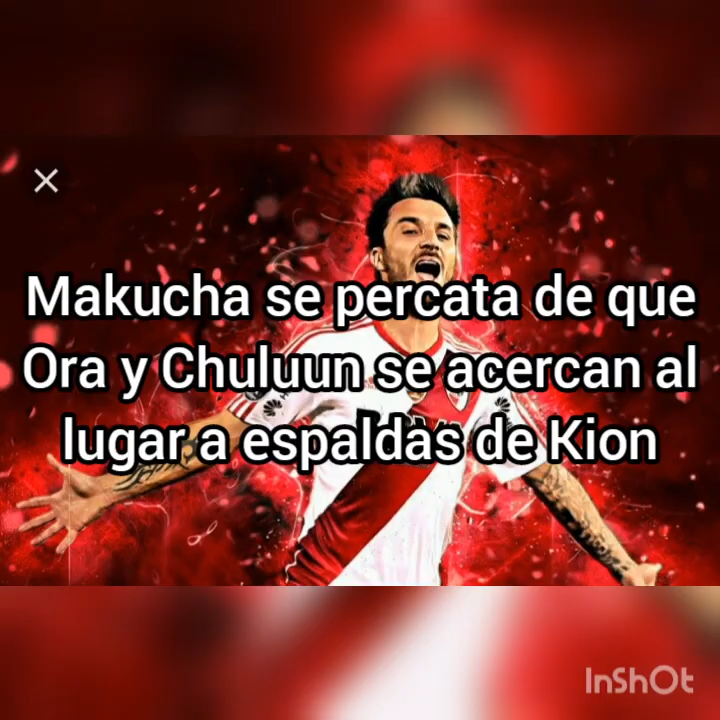 Makucha se percata de que
Ora y Chuluun se acercan al
lugar a espaldas de Kion
InShOt